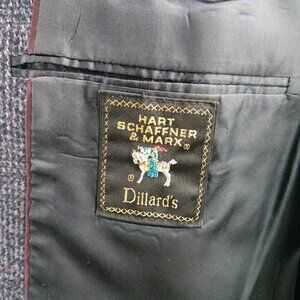 HART
SCHAFFNER
& MARX®
®
Dillard's